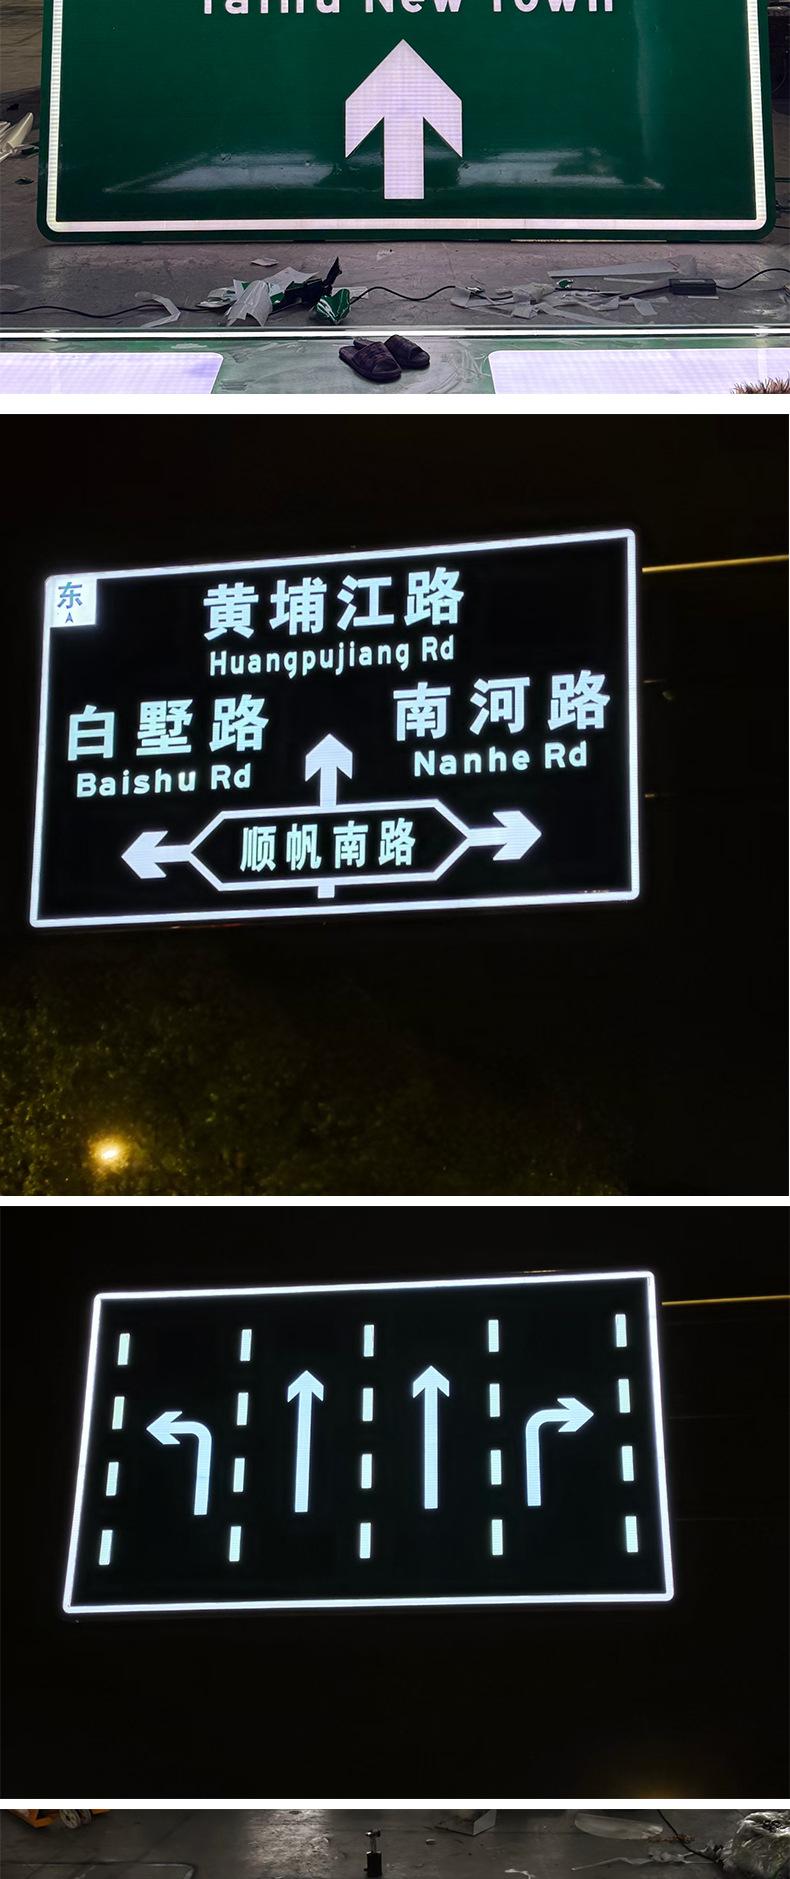 Taihu New Town
东
黄埔江路
Huangpujiang Rd
白墅路
Baishu Rd
南河路
Nanhe Rd
顺帆南路